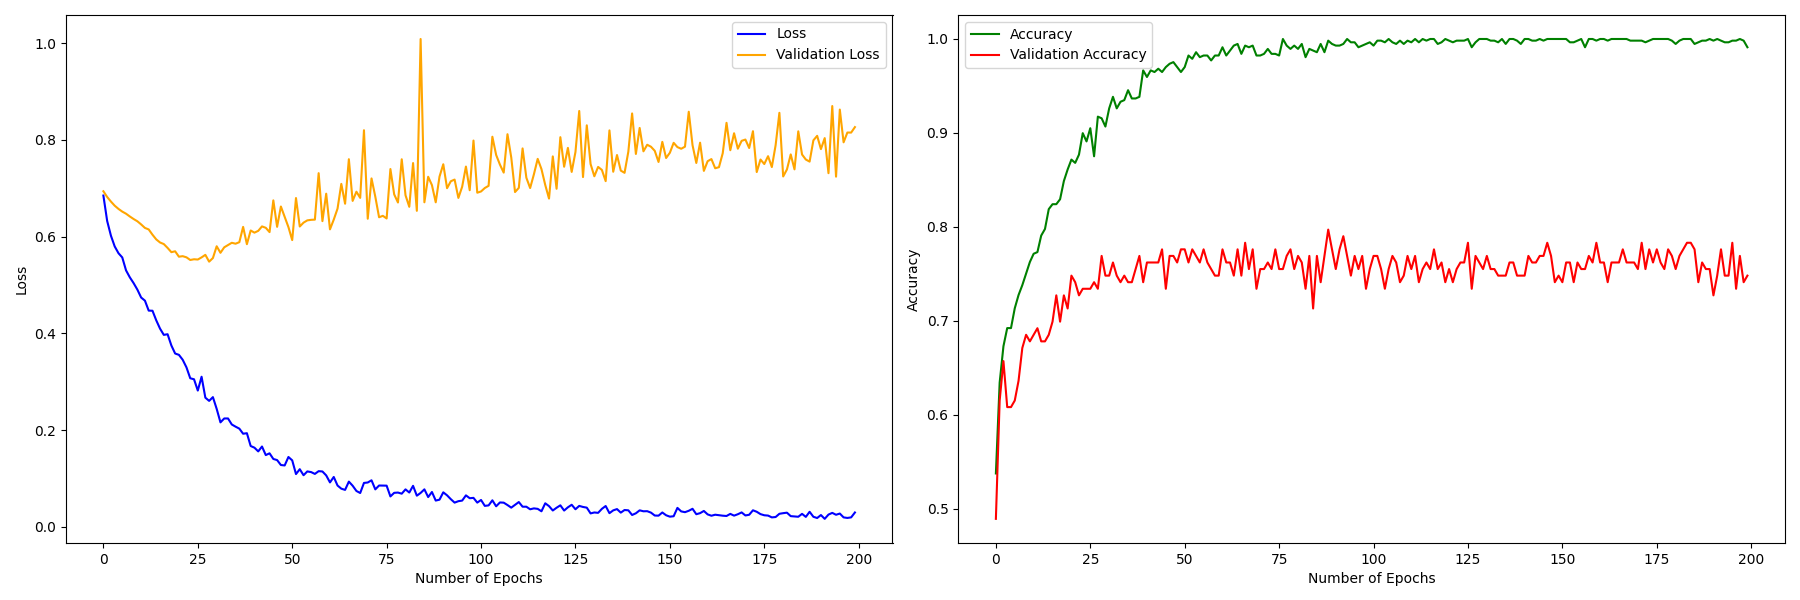 Loss
Validation Loss
1.0
0.8
0.6
0.4
0.2
0.0
Loss
0 25 50 75 100 125 150 175 200
Number of Epochs
Accuracy
Validation Accuracy
1.0
0.9
0.8
0.7
0.6
0.5
Accuracy
0 25 50 75 100 125 150 175 200
Number of Epochs